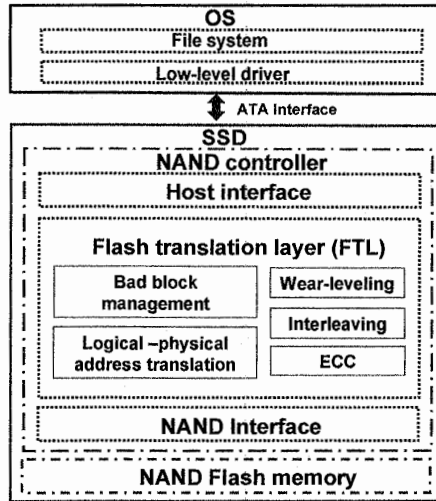 OS
File system
Low-level driver
ATA Interface
SSD
NAND controller
Host interface
Flash translation layer (FTL)
Bad block
management
Wear-leveling
Interleaving
Logical –physical
address translation
ECC
NAND Interface
NAND Flash memory